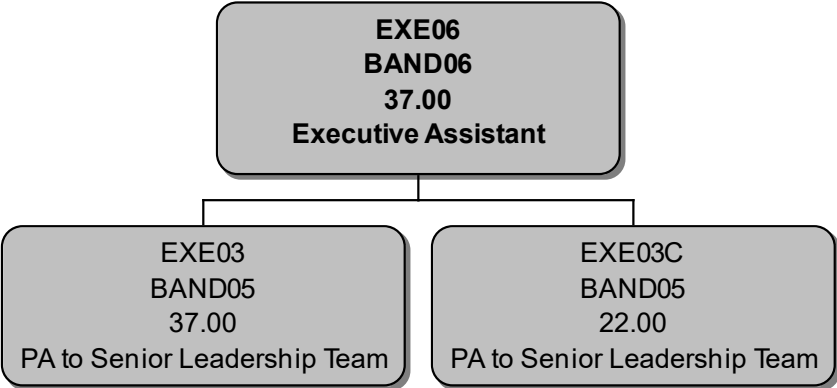 EXE06
BAND06
37.00
Executive Assistant
EXE03
BAND05
37.00
PA to Senior Leadership Team
EXE03C
BAND05
22.00
PA to Senior Leadership Team